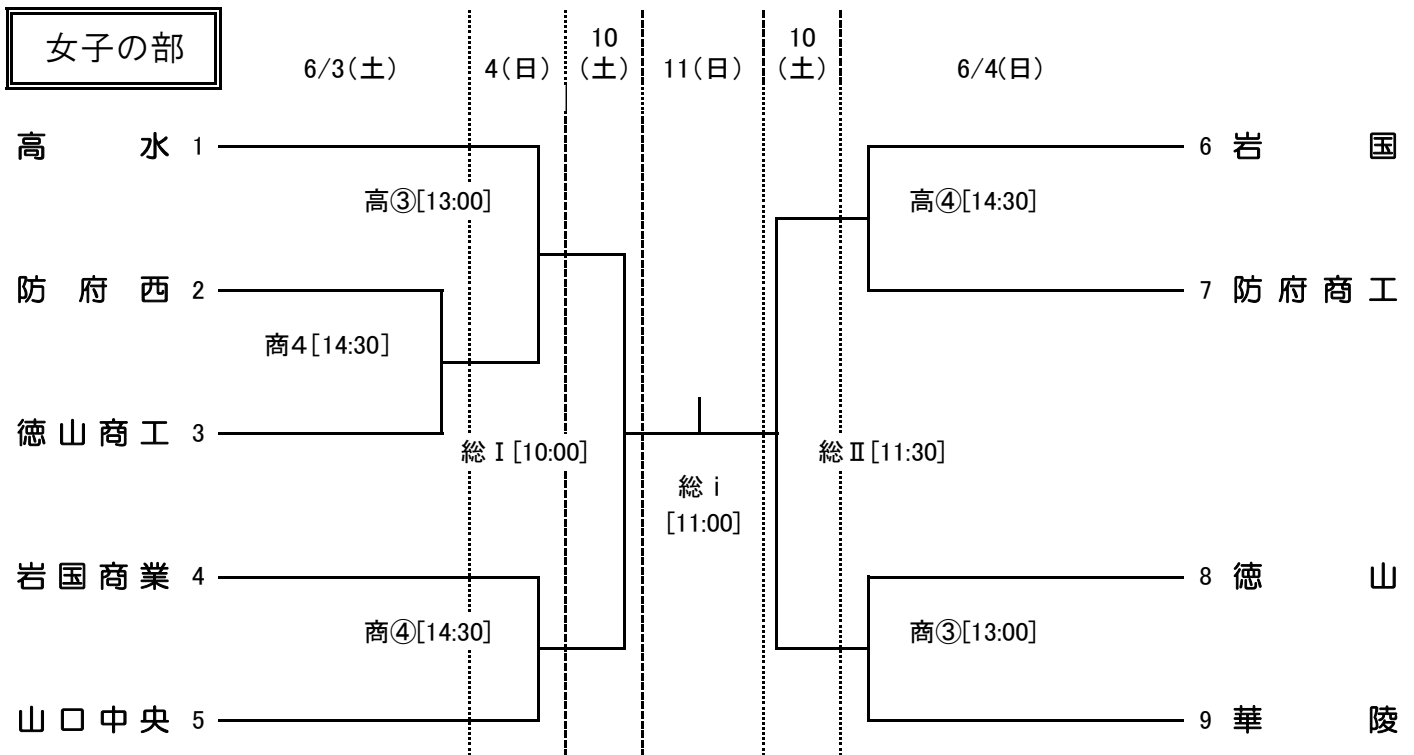 女子の部
6/3(土)
4(日)
10
(土)
11(日)
10
(土)
6/4(日)
高水 1
6 岩国
高③[13:00]
高④[14:30]
防府西 2
7 防府商工
商4[14:30]
徳山商工 3
総Ⅰ[10:00]
総Ⅱ[11:30]
総ⅰ
[11:00]
岩国商業 4
8 徳山
商④[14:30]
商③[13:00]
山口中央 5
9 華陵